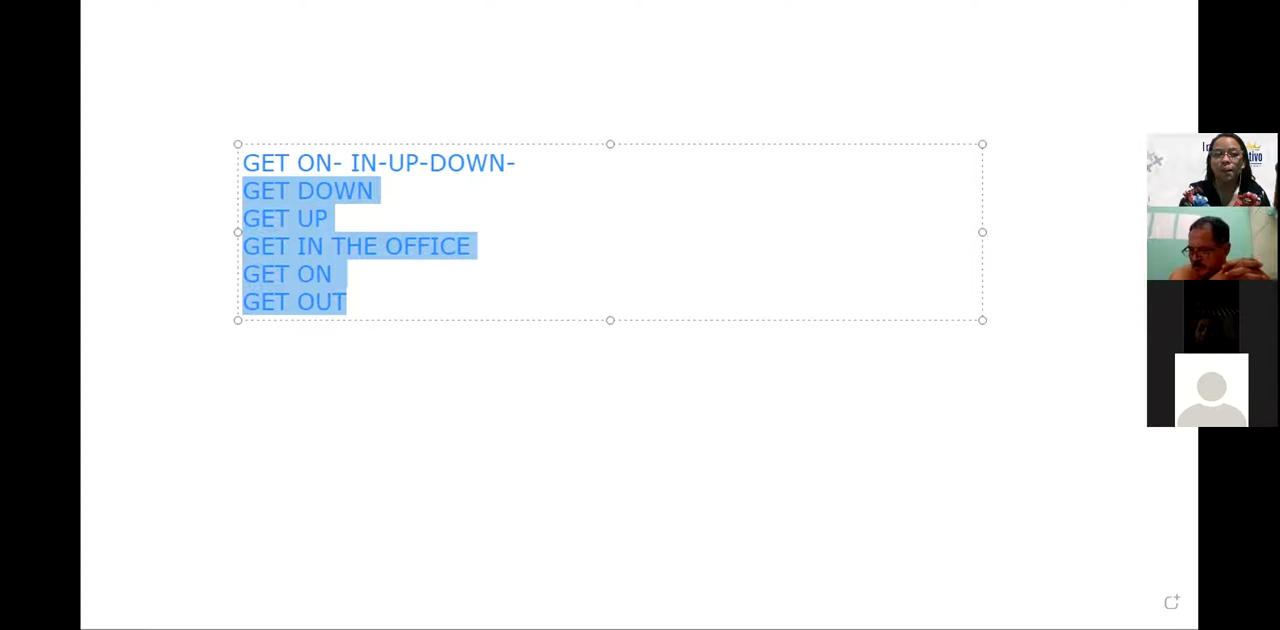 GET ON- IN-UP-DOWN-
GET DOWN
GET UP
GET IN THE OFFICE
GET ON
GET OUT